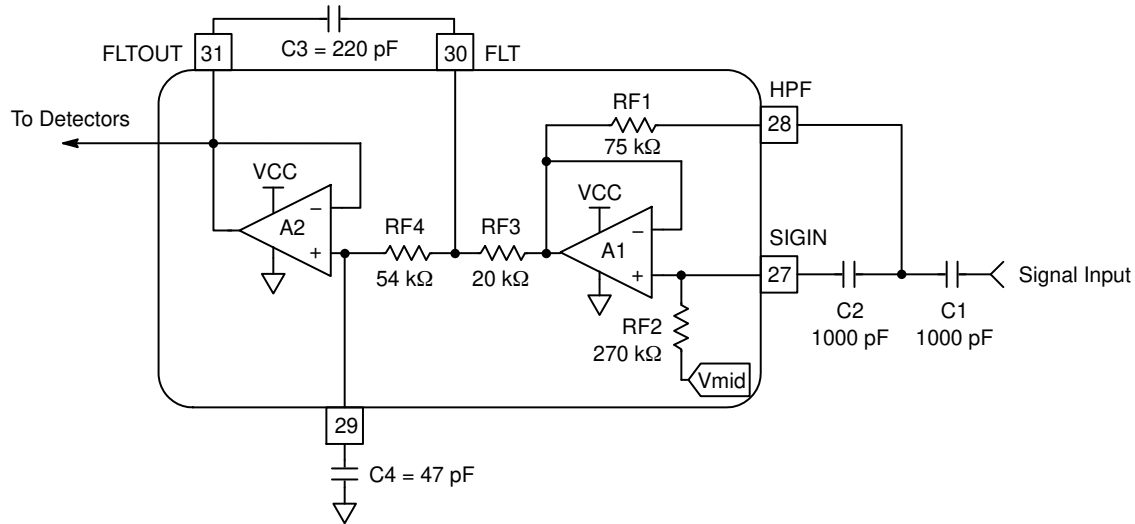 FLTOUT
31
C3 = 220 pF
30
FLT
To Detectors
VCC
A2
−
+
RF4
54 kΩ
RF3
20 kΩ
RF1
75 kΩ
VCC
A1
−
+
RF2
270 kΩ
Vmid
HPF
28
SIGIN
27
C2
1000 pF
C1
1000 pF
Signal Input
29
C4 = 47 pF